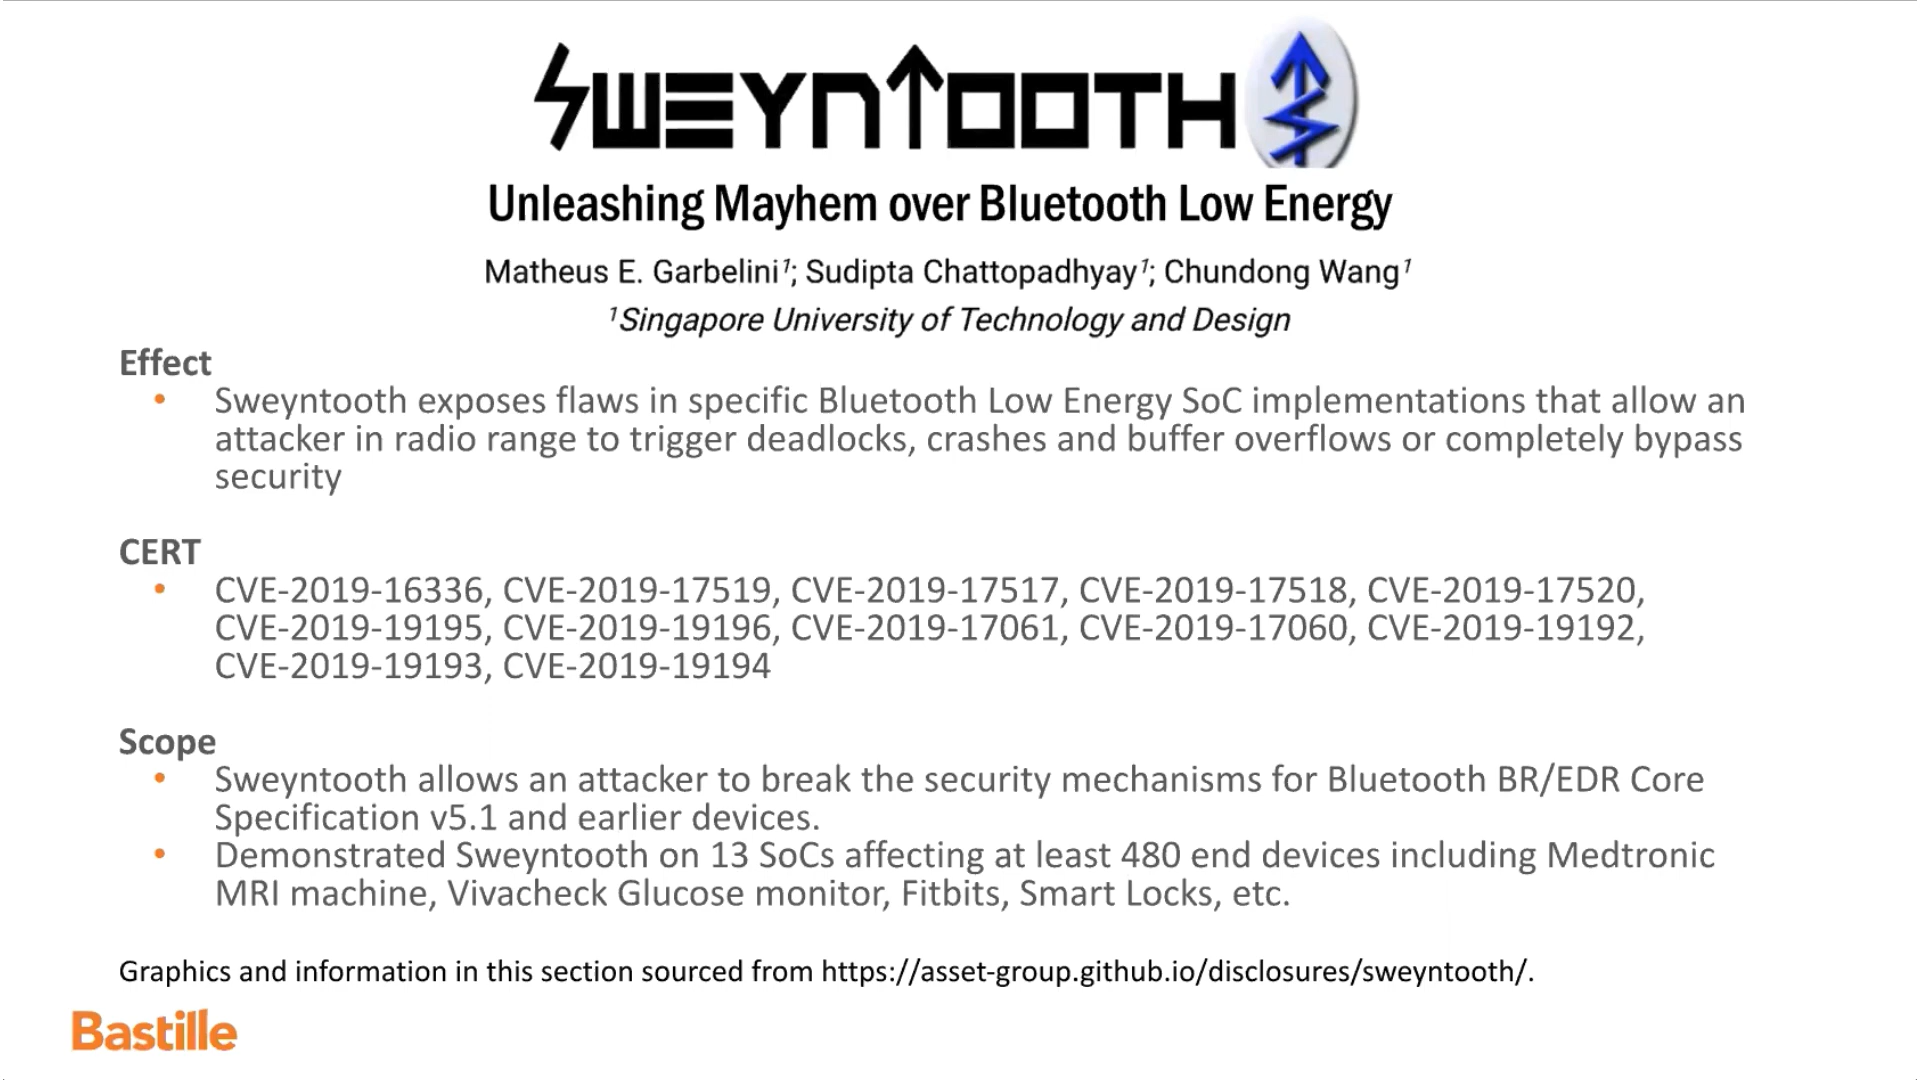 SWEYNTOOTH
Unleashing Mayhem over Bluetooth Low Energy
Matheus E. Garbelini¹; Sudipta Chattopadhyay¹; Chundong Wang¹
¹Singapore University of Technology and Design
Effect
• Sweyntooth exposes flaws in specific Bluetooth Low Energy SoC implementations that allow an
attacker in radio range to trigger deadlocks, crashes and buffer overflows or completely bypass
security
CERT
• CVE-2019-16336, CVE-2019-17519, CVE-2019-17517, CVE-2019-17518, CVE-2019-17520,
CVE-2019-19195, CVE-2019-19196, CVE-2019-17061, CVE-2019-17060, CVE-2019-19192,
CVE-2019-19193, CVE-2019-19194
Scope
• Sweyntooth allows an attacker to break the security mechanisms for Bluetooth BR/EDR Core
Specification v5.1 and earlier devices.
• Demonstrated Sweyntooth on 13 SoCs affecting at least 480 end devices including Medtronic
MRI machine, Vivacheck Glucose monitor, Fitbits, Smart Locks, etc.
Graphics and information in this section sourced from https://asset-group.github.io/disclosures/sweyntooth/.
Bastille